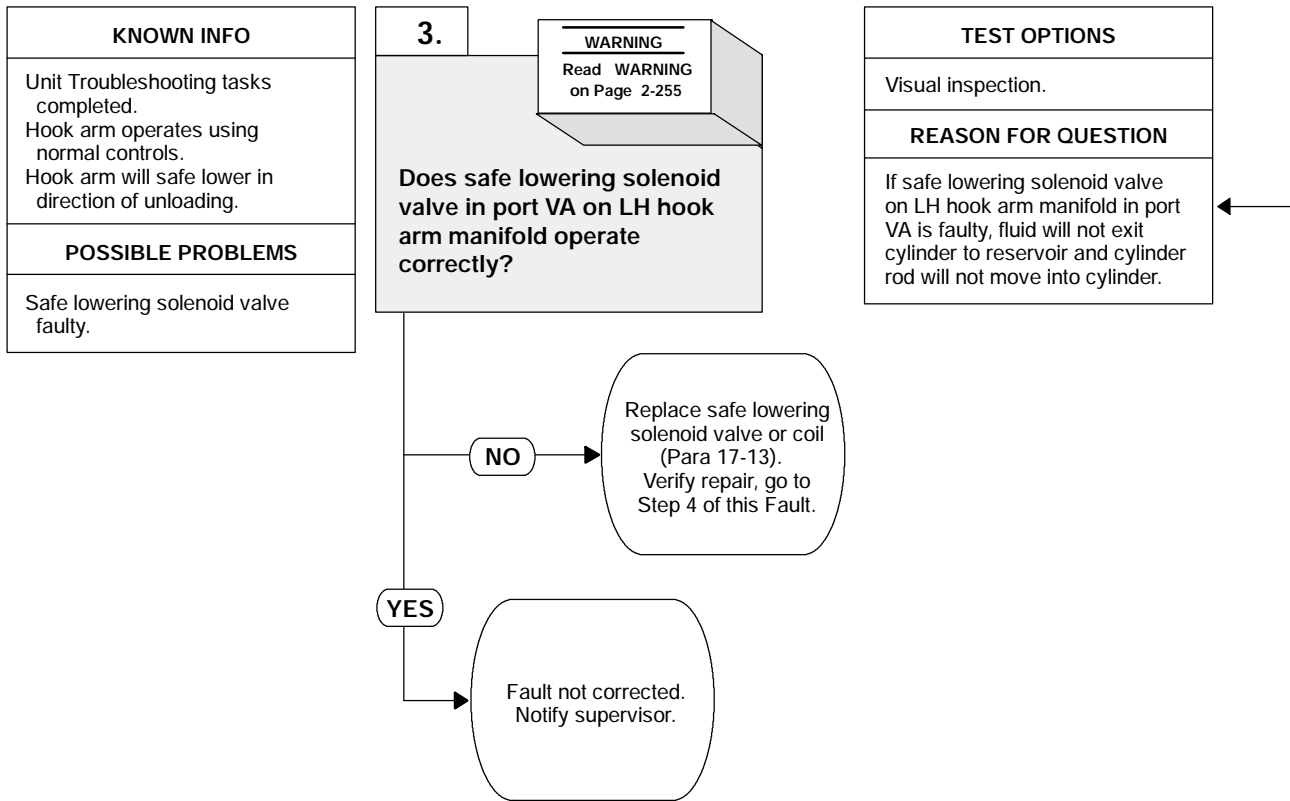 KNOWN INFO
Unit Troubleshooting tasks
completed.
Hook arm operates using
normal controls.
Hook arm will safe lower in
direction of unloading.
POSSIBLE PROBLEMS
Safe lowering solenoid valve
faulty.
3.
WARNING
Read WARNING
on Page 2-255
Does safe lowering solenoid
valve in port VA on LH hook
arm manifold operate
correctly?
TEST OPTIONS
Visual inspection.
REASON FOR QUESTION
If safe lowering solenoid valve
on LH hook arm manifold in port
VA is faulty, fluid will not exit
cylinder to reservoir and cylinder
rod will not move into cylinder.
NO
Replace safe lowering
solenoid valve or coil
(Para 17-13).
Verify repair, go to
Step 4 of this Fault.
YES
Fault not corrected.
Notify supervisor.